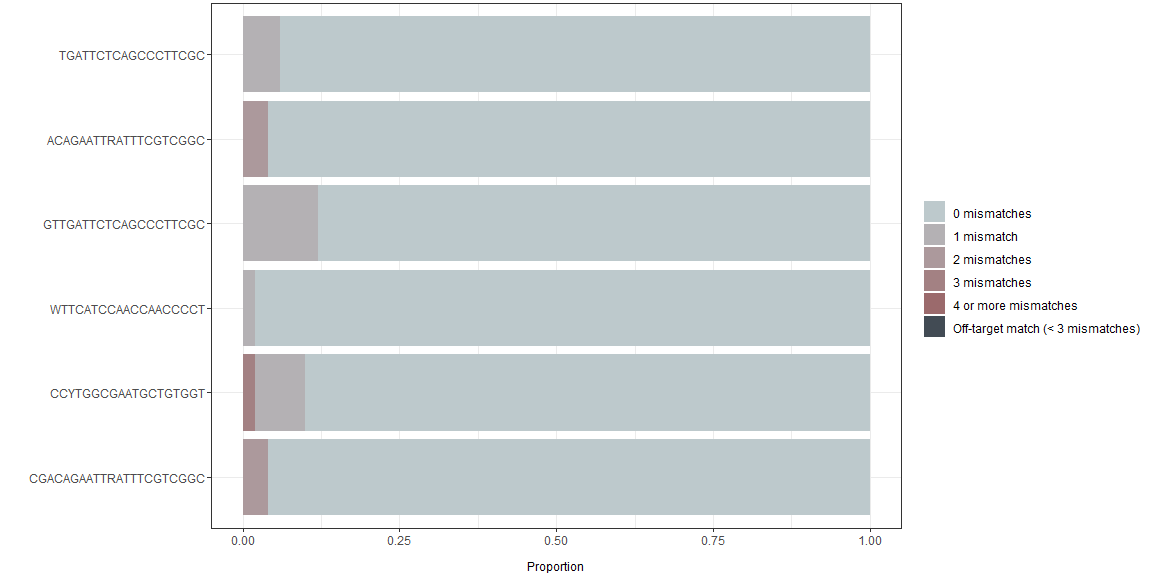 TGATTCTCAGCCCTTCGC
ACAGAATTRATTTCGTCGGC
GTTGATTCTCAGCCCTTCGC
WTTCATCCAACCAACCCCT
CCYTGGCGAATGCTGTGGT
CGACAGAATTRATTTCGTCGGC
0.00 0.25 0.50 0.75 1.00
Proportion
0 mismatches
1 mismatch
2 mismatches
3 mismatches
4 or more mismatches
Off-target match (< 3 mismatches)